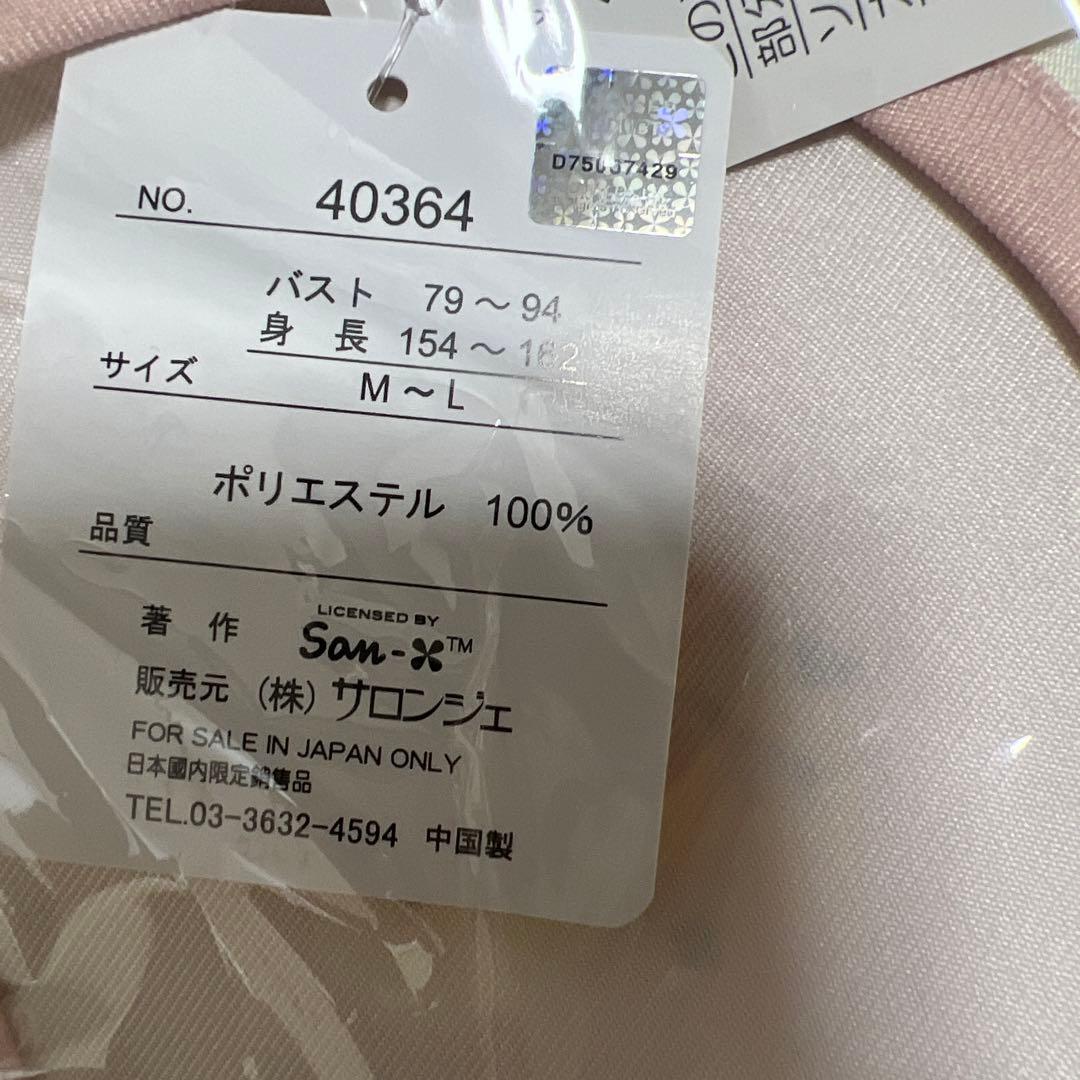 NO. 40364
D75067429
バスト 79～94
身 長 154～162
サイズ M～L
ポリエステル 100%
品質
LICENSED BY
著 作 San-X™
販売元 (株)サロンジェ
FOR SALE IN JAPAN ONLY
日本國内限定銷售品
TEL.03-3632-4594 中国製